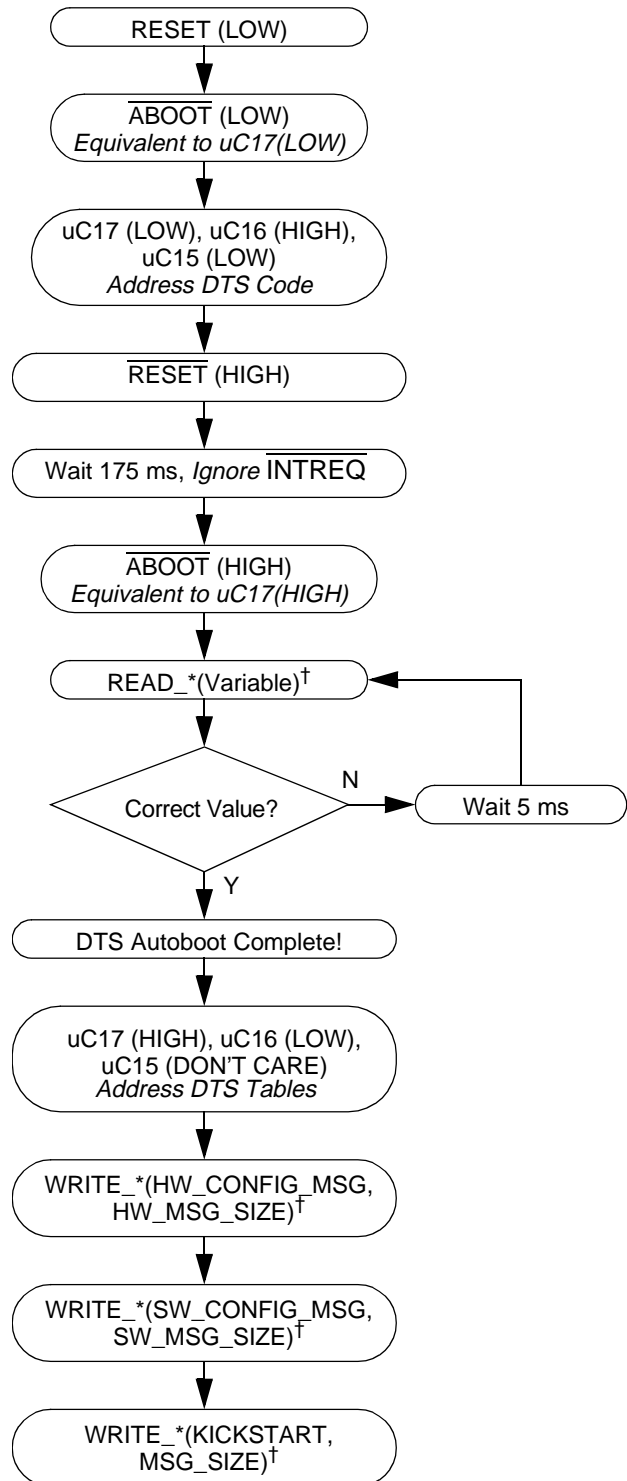 RESET (LOW)
ABOOT (LOW)
Equivalent to uC17(LOW)
uC17 (LOW), uC16 (HIGH),
uC15 (LOW)
Address DTS Code
RESET (HIGH)
Wait 175 ms, Ignore INTREQ
ABOOT (HIGH)
Equivalent to uC17(HIGH)
READ_*(Variable)†
Correct Value?
N
Wait 5 ms
Y
DTS Autoboot Complete!
uC17 (HIGH), uC16 (LOW),
uC15 (DON'T CARE)
Address DTS Tables
WRITE_*(HW_CONFIG_MSG,
HW_MSG_SIZE)†
WRITE_*(SW_CONFIG_MSG,
SW_MSG_SIZE)†
WRITE_*(KICKSTART,
MSG_SIZE)†